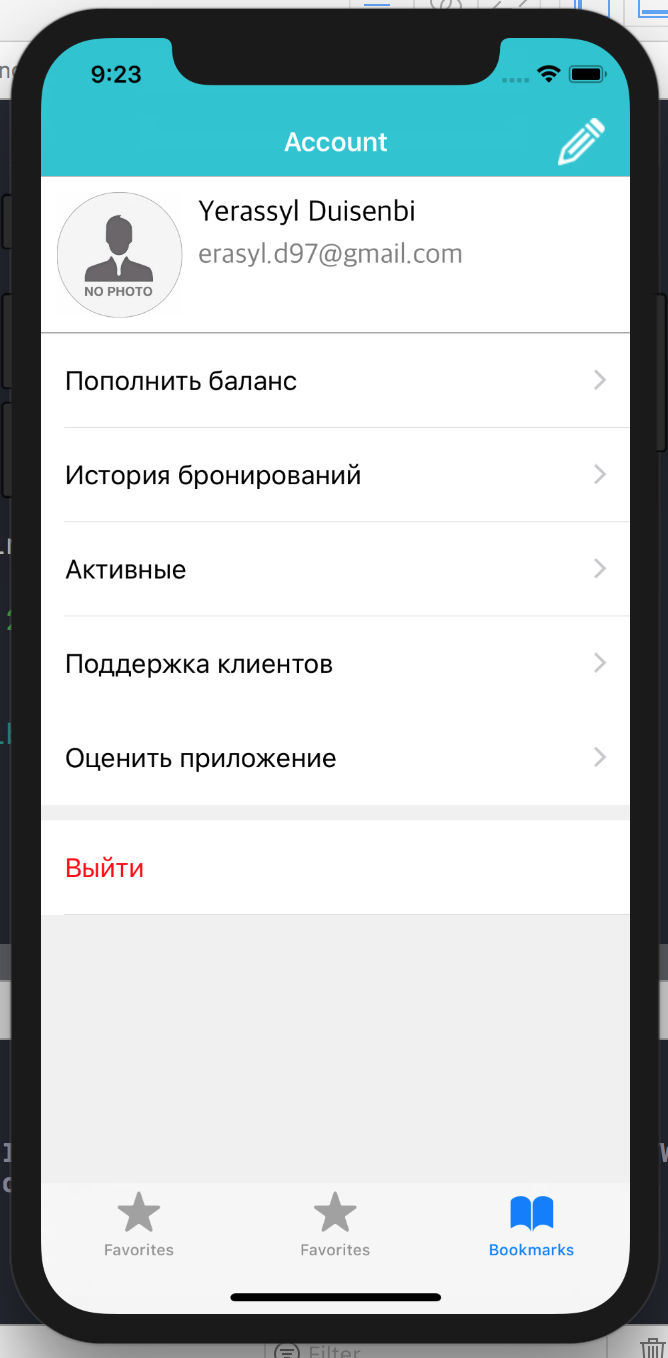 9:23
Account
NO PHOTO
Yerassyl Duisenbi
erasyl.d97@gmail.com
Пополнить баланс
История бронирований
Активные
Поддержка клиентов
Оценить приложение
Выйти
Favorites
Favorites
Bookmarks
Filter